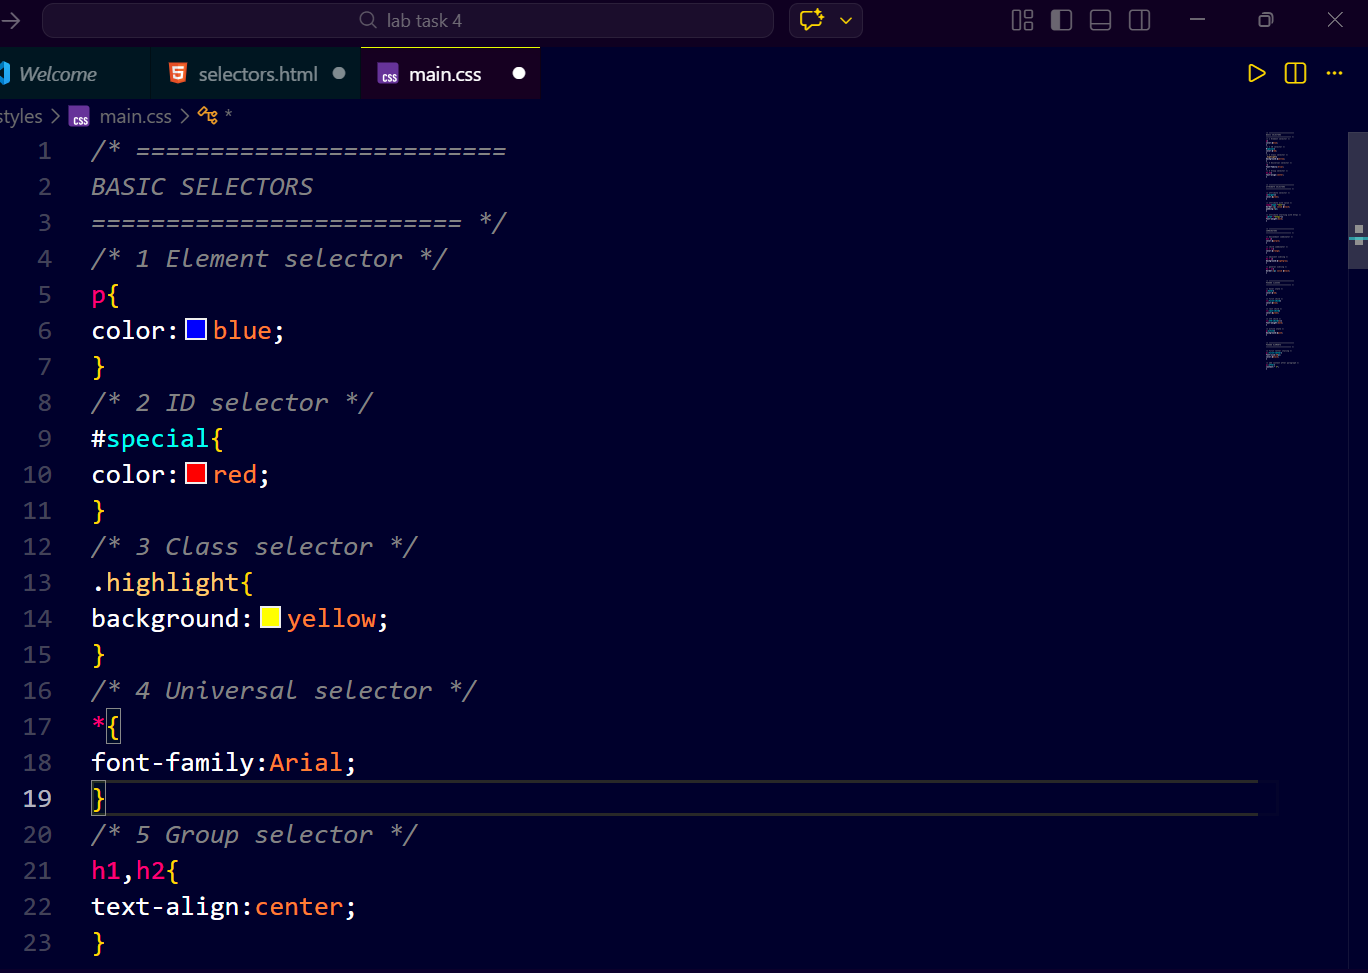 lab task 4
Welcome
selectors.html
css main.css
styles > css main.css > *
1 /* =========================
2 BASIC SELECTORS
3 ========================= */
4 /* 1 Element selector */
5 p{
6 color:blue;
7 }
8 /* 2 ID selector */
9 #special{
10 color:red;
11 }
12 /* 3 Class selector */
13 .highlight{
14 background:yellow;
15 }
16 /* 4 Universal selector */
17 *{
18 font-family:Arial;
19 }
20 /* 5 Group selector */
21 h1,h2{
22 text-align:center;
23 }